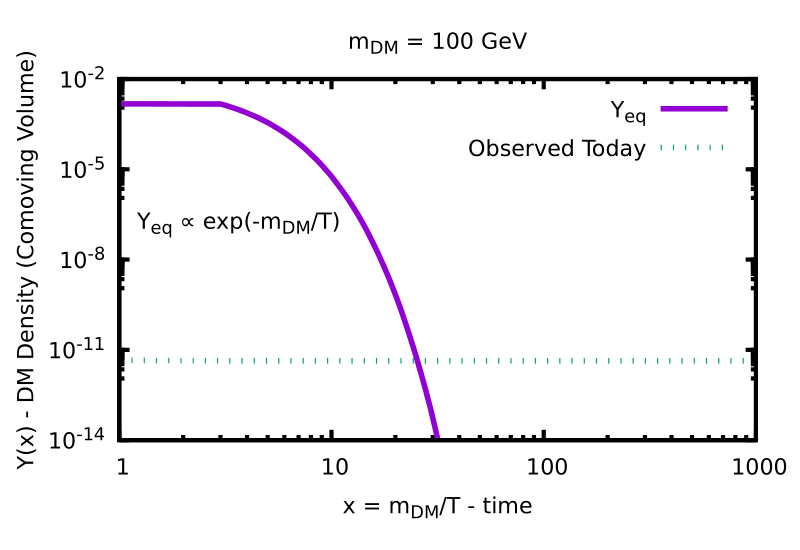 m_DM = 100 GeV
Y(x) - DM Density (Comoving Volume)
10^-2
10^-5
10^-8
10^-11
10^-14
Y_eq
Observed Today
Y_eq ∝ exp(-m_DM/T)
1 10 100 1000
x = m_DM/T - time